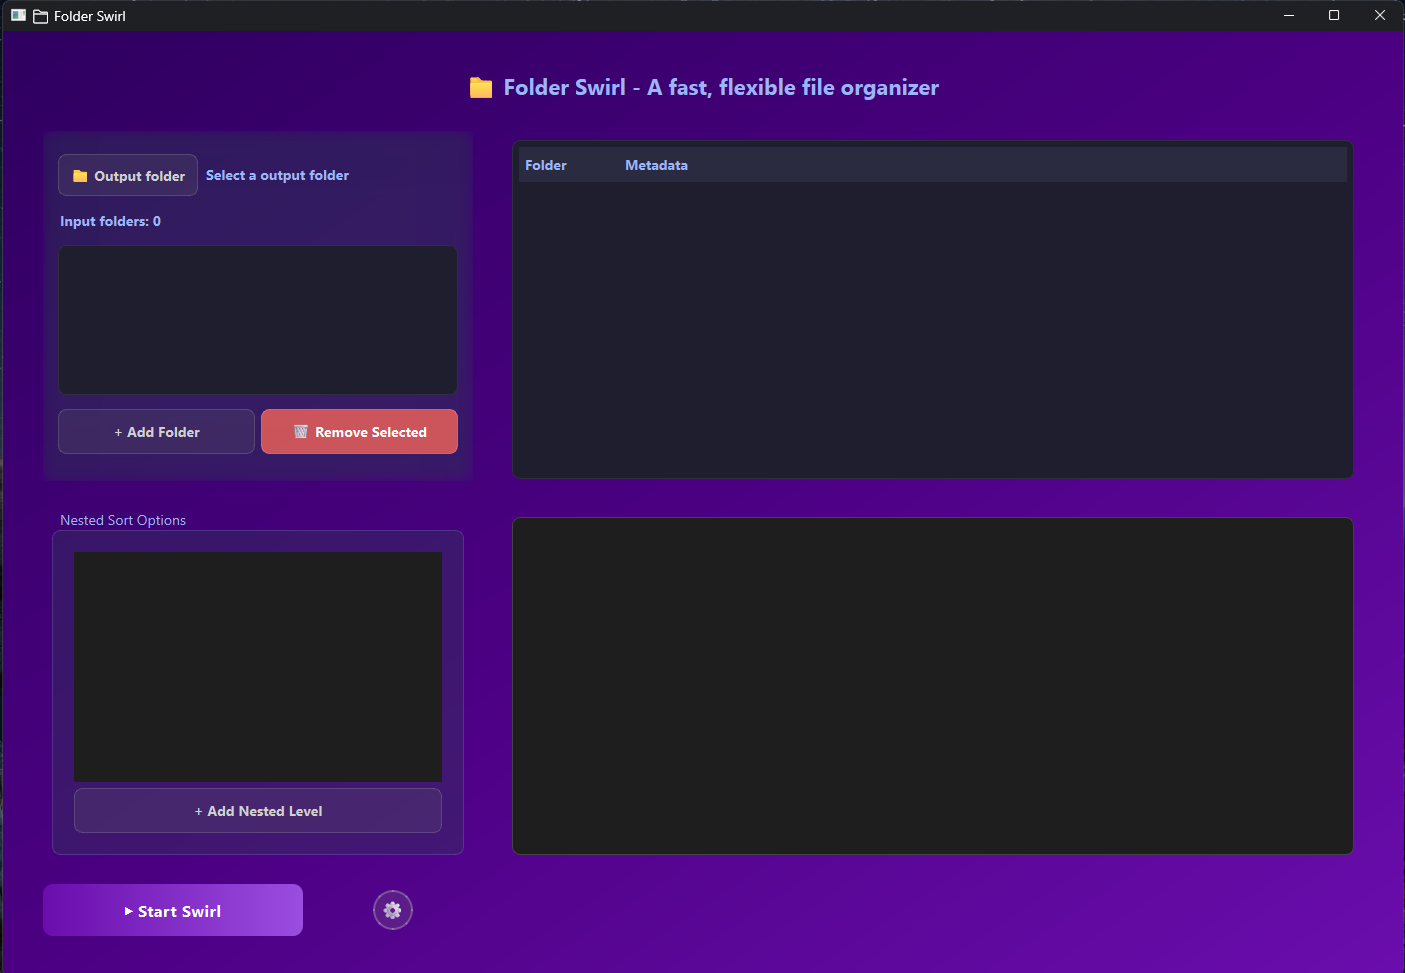 Folder Swirl
Folder Swirl - A fast, flexible file organizer
Output folder
Select a output folder
Input folders: 0
+ Add Folder
Remove Selected
Folder
Metadata
Nested Sort Options
+ Add Nested Level
Start Swirl